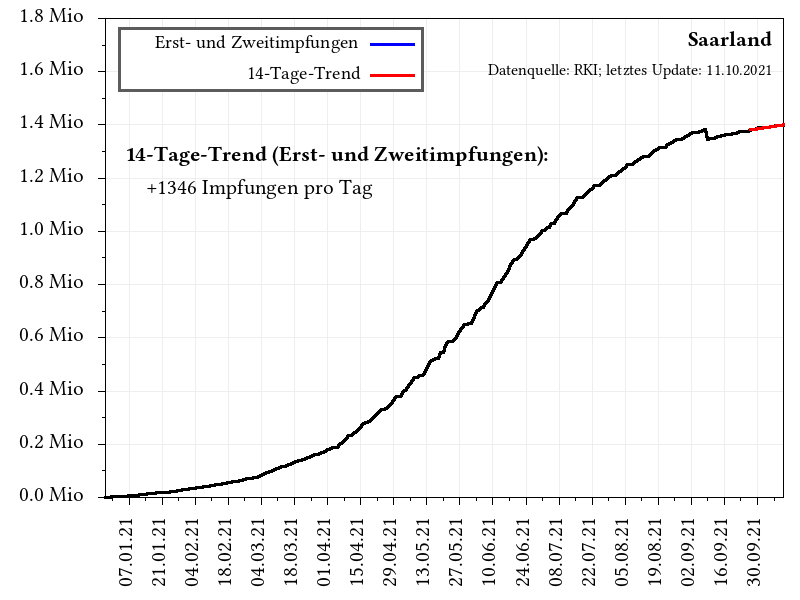 1.8 Mio
1.6 Mio
1.4 Mio
1.2 Mio
1.0 Mio
0.8 Mio
0.6 Mio
0.4 Mio
0.2 Mio
0.0 Mio
Erst- und Zweitimpfungen
14-Tage-Trend
Saarland
Datenquelle: RKI; letztes Update: 11.10.2021
14-Tage-Trend (Erst- und Zweitimpfungen):
+1346 Impfungen pro Tag
07.01.21
21.01.21
04.02.21
18.02.21
04.03.21
18.03.21
01.04.21
15.04.21
29.04.21
13.05.21
27.05.21
10.06.21
24.06.21
08.07.21
22.07.21
05.08.21
19.08.21
02.09.21
16.09.21
30.09.21